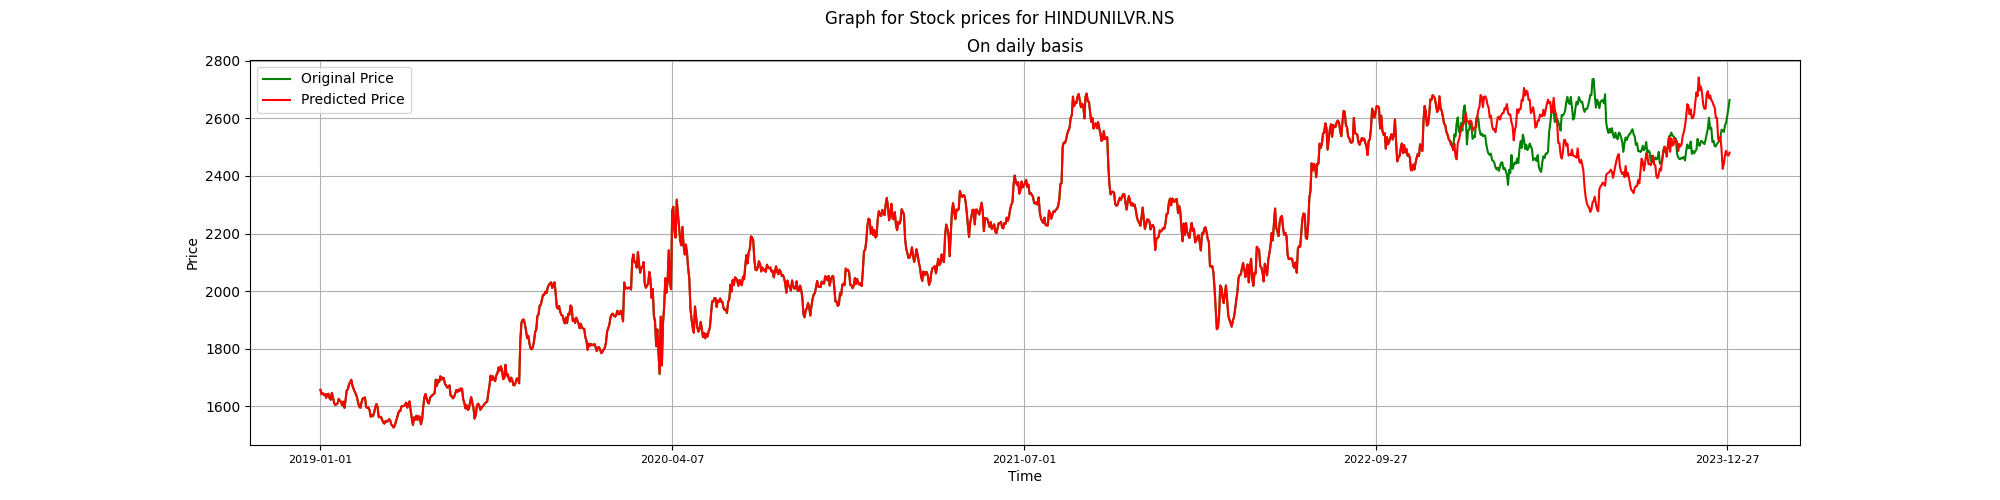 Graph for Stock prices for HINDUNILVR.NS
On daily basis
2800
2600
2400
2200
2000
1800
1600
Price
Original Price
Predicted Price
2019-01-01
2020-04-07
2021-07-01
2022-09-27
2023-12-27
Time